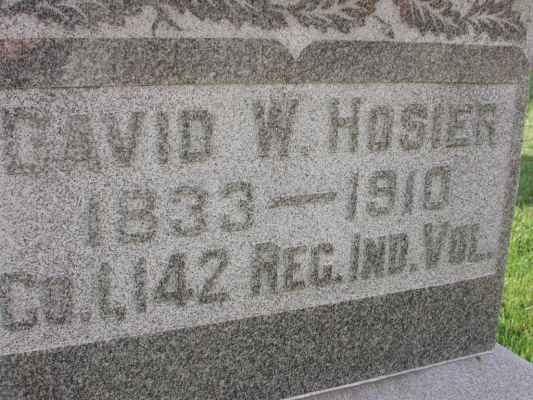 DAVID W. HOSIER
1833 — 1910
CO. I, 142 REG. IND. VOL.